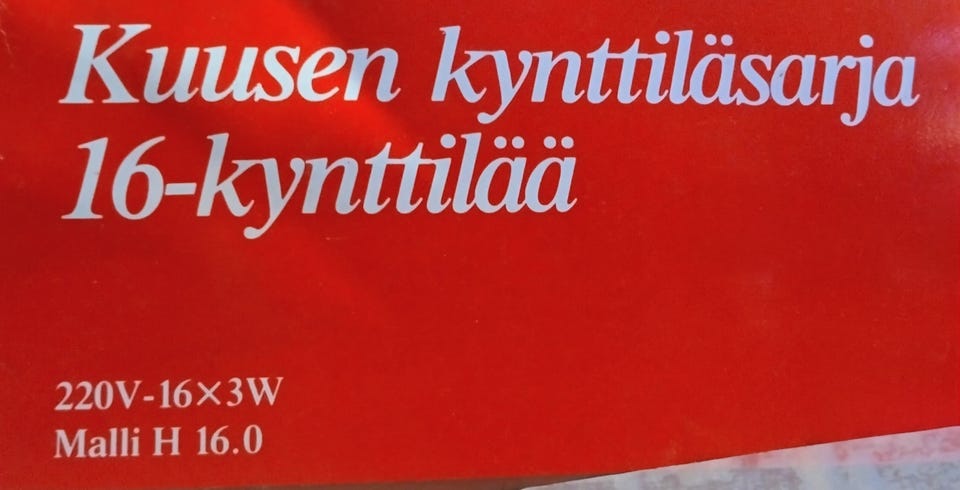 Kuusen kynttiläsarja
16-kynttilää
220V-16×3W
Malli H 16.0